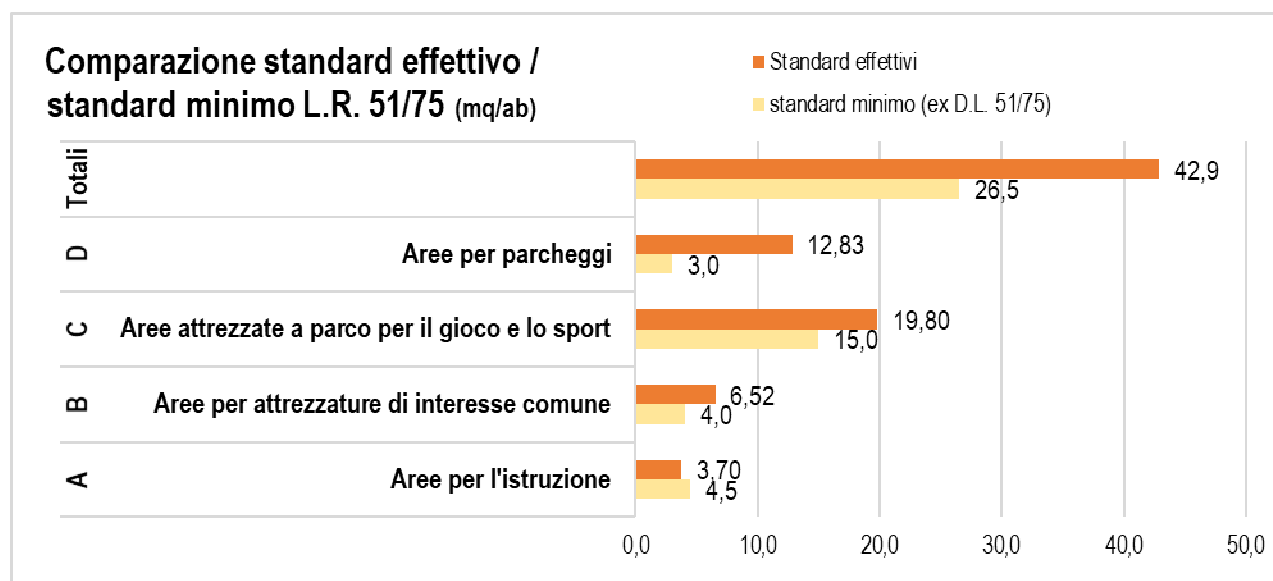 Comparazione standard effettivo /
standard minimo L.R. 51/75 (mq/ab)
Standard effettivi
standard minimo (ex D.L. 51/75)
Totali
42,9
26,5
D
Aree per parcheggi
12,83
3,0
C
Aree attrezzate a parco per il gioco e lo sport
19,80
15,0
B
Aree per attrezzature di interesse comune
6,52
4,0
A
Aree per l'istruzione
3,70
4,5
0,0
10,0
20,0
30,0
40,0
50,0